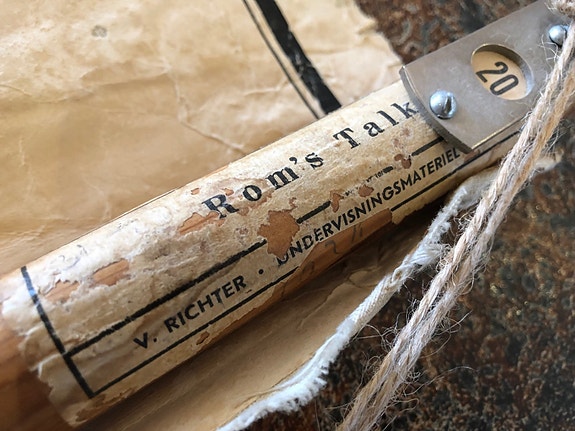 Rom's Talk
V. RICHTER · UNDERVISNINGSMATERIEL
20